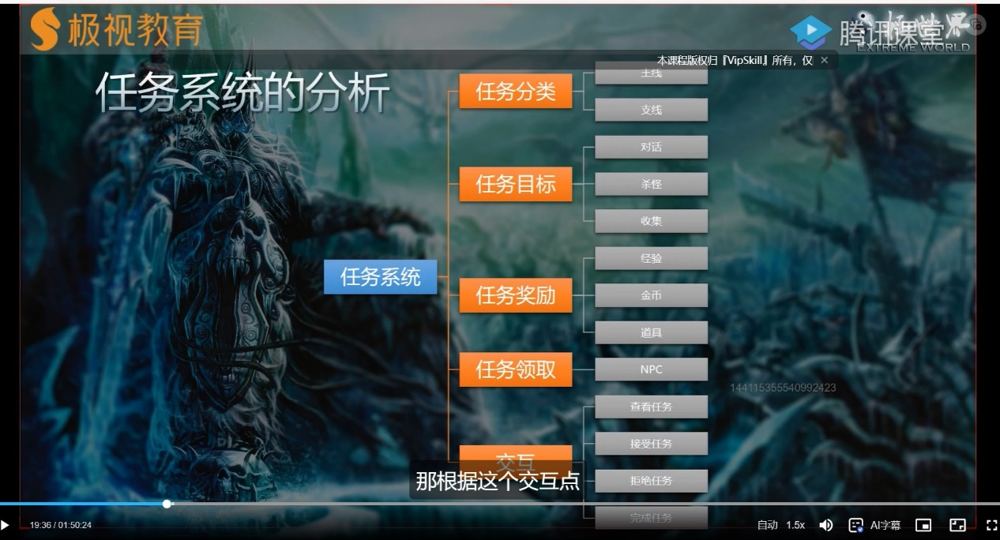 极视教育
腾讯课堂
EXTREME WORLD
本课程版权归『VipSkill』所有，仅
任务系统的分析
任务系统
任务分类
主线
支线
任务目标
对话
杀怪
收集
任务奖励
经验
金币
道具
任务领取
NPC
144115355540992423
交互
查看任务
接受任务
拒绝任务
完成任务
那根据这个交互点
19:36 / 01:50:24
自动 1.5x AI字幕